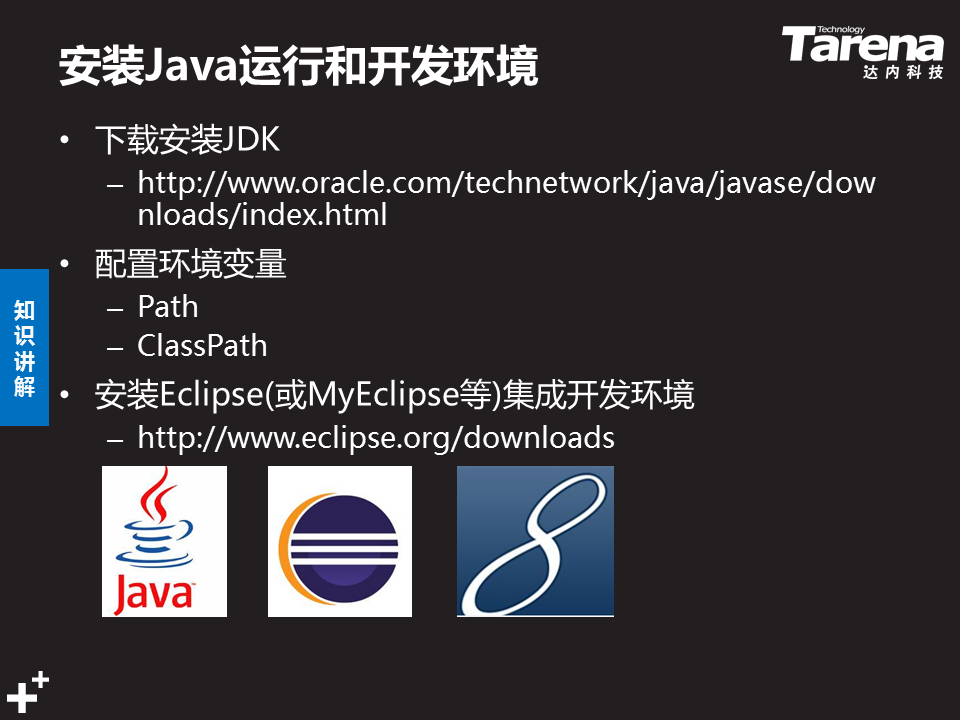 安装Java运行和开发环境
Technology
Tarena
达内科技
• 下载安装JDK
– http://www.oracle.com/technetwork/java/javase/dow
nloads/index.html
• 配置环境变量
– Path
– ClassPath
• 安装Eclipse(或MyEclipse等)集成开发环境
– http://www.eclipse.org/downloads
知
识
讲
解
Java™
8